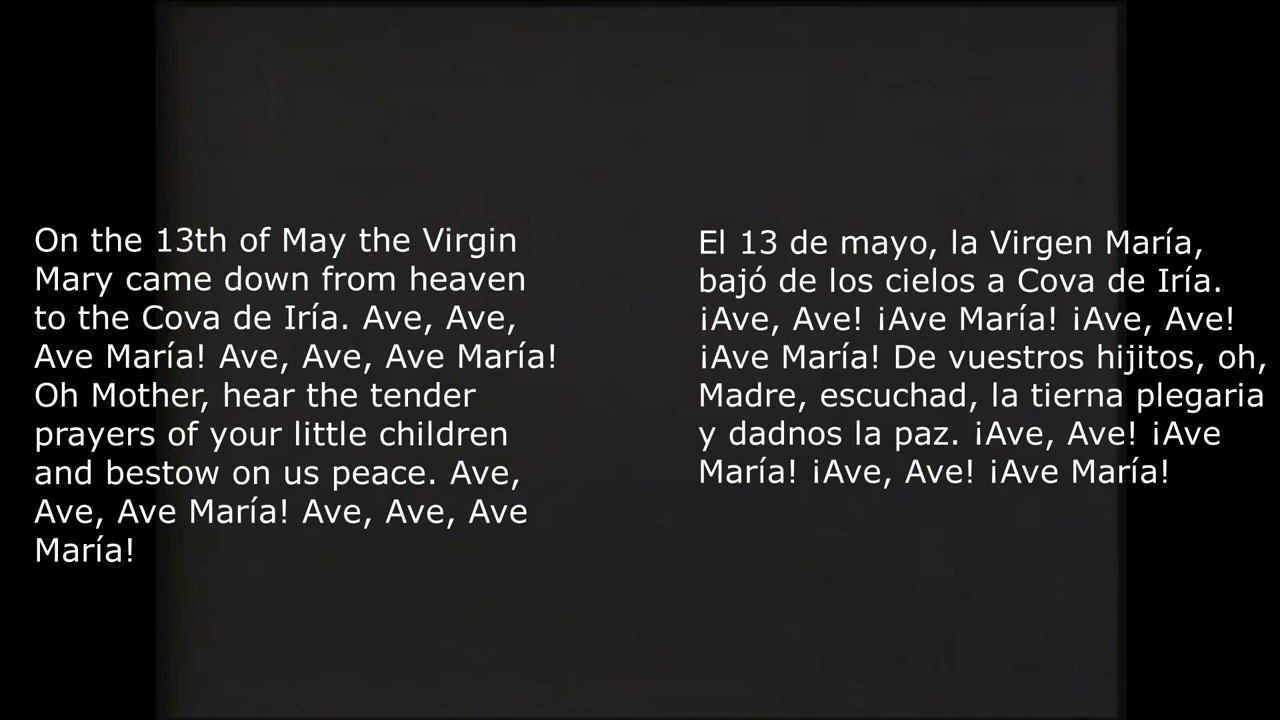 On the 13th of May the Virgin
Mary came down from heaven
to the Cova de Iría. Ave, Ave,
Ave María! Ave, Ave, Ave María!
Oh Mother, hear the tender
prayers of your little children
and bestow on us peace. Ave,
Ave, Ave María! Ave, Ave, Ave
María!
El 13 de mayo, la Virgen María,
bajó de los cielos a Cova de Iría.
¡Ave, Ave! ¡Ave María! ¡Ave, Ave!
¡Ave María! De vuestros hijitos, oh,
Madre, escuchad, la tierna plegaria
y dadnos la paz. ¡Ave, Ave! ¡Ave
María! ¡Ave, Ave! ¡Ave María!